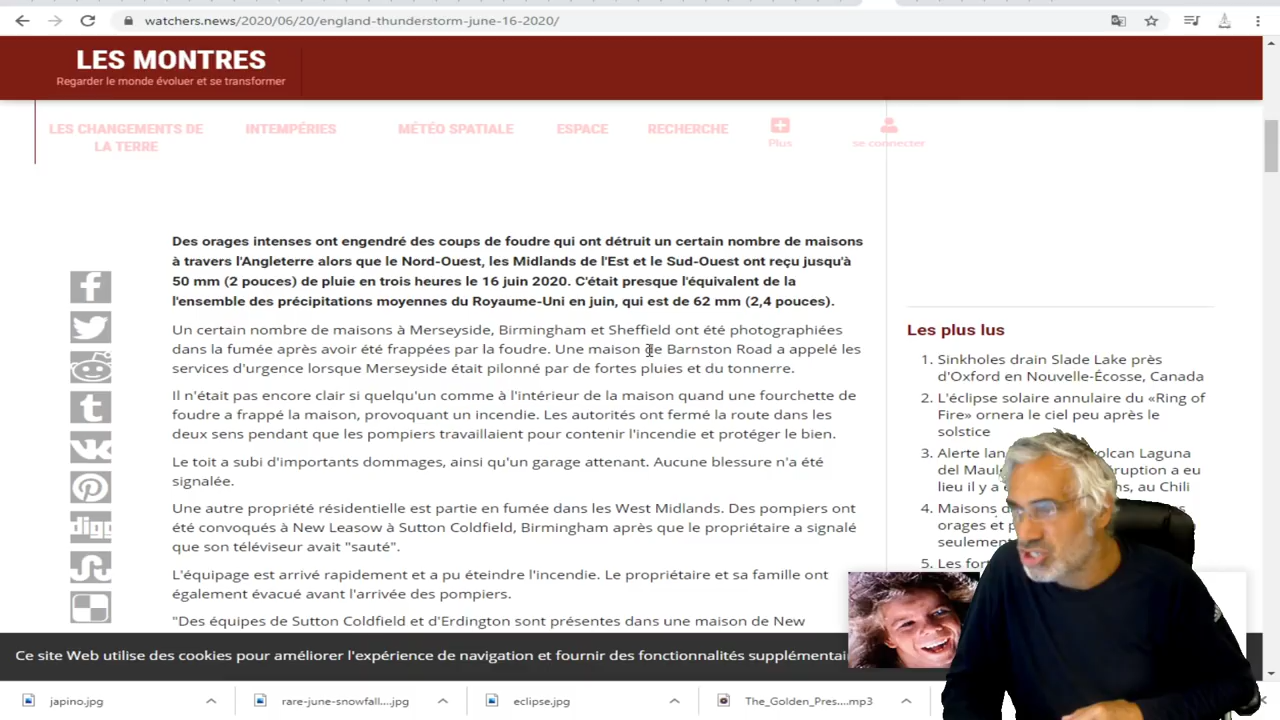 watchers.news/2020/06/20/england-thunderstorm-june-16-2020/
LES MONTRES
Regarder le monde évoluer et se transformer
LES CHANGEMENTS DE
LA TERRE
INTEMPÉRIES
MÉTÉO SPATIALE
ESPACE
RECHERCHE
Plus
se connecter
Des orages intenses ont engendré des coups de foudre qui ont détruit un certain nombre de maisons
à travers l'Angleterre alors que le Nord-Ouest, les Midlands de l'Est et le Sud-Ouest ont reçu jusqu'à
50 mm (2 pouces) de pluie en trois heures le 16 juin 2020. C'était presque l'équivalent de la
l'ensemble des précipitations moyennes du Royaume-Uni en juin, qui est de 62 mm (2,4 pouces).
Un certain nombre de maisons à Merseyside, Birmingham et Sheffield ont été photographiées
dans la fumée après avoir été frappées par la foudre. Une maison de Barnston Road a appelé les
services d'urgence lorsque Merseyside était pilonné par de fortes pluies et du tonnerre.
Il n'était pas encore clair si quelqu'un comme à l'intérieur de la maison quand une fourchette de
foudre a frappé la maison, provoquant un incendie. Les autorités ont fermé la route dans les
deux sens pendant que les pompiers travaillaient pour contenir l'incendie et protéger le bien.
Le toit a subi d'importants dommages, ainsi qu'un garage attenant. Aucune blessure n'a été
signalée.
Une autre propriété résidentielle est partie en fumée dans les West Midlands. Des pompiers ont
été convoqués à New Leasow à Sutton Coldfield, Birmingham après que le propriétaire a signalé
que son téléviseur avait "sauté".
L'équipage est arrivé rapidement et a pu éteindre l'incendie. Le propriétaire et sa famille ont
également évacué avant l'arrivée des pompiers.
"Des équipes de Sutton Coldfield et d'Erdington sont présentes dans une maison de New
Les plus lus
1. Sinkholes drain Slade Lake près
d'Oxford en Nouvelle-Écosse, Canada
2. L'éclipse solaire annulaire du «Ring of
Fire» ornera le ciel peu après le
solstice
3. Alerte volcan Laguna
del ruption a eu
lieu il y a au Chili
4. Maisons
orages et
seulement
5. Les
digg
Ce site Web utilise des cookies pour améliorer l'expérience de navigation et fournir des fonctionnalités
japino.jpg
rare-june-snowfall....jpg
eclipse.jpg
The_Golden_Pres....mp3